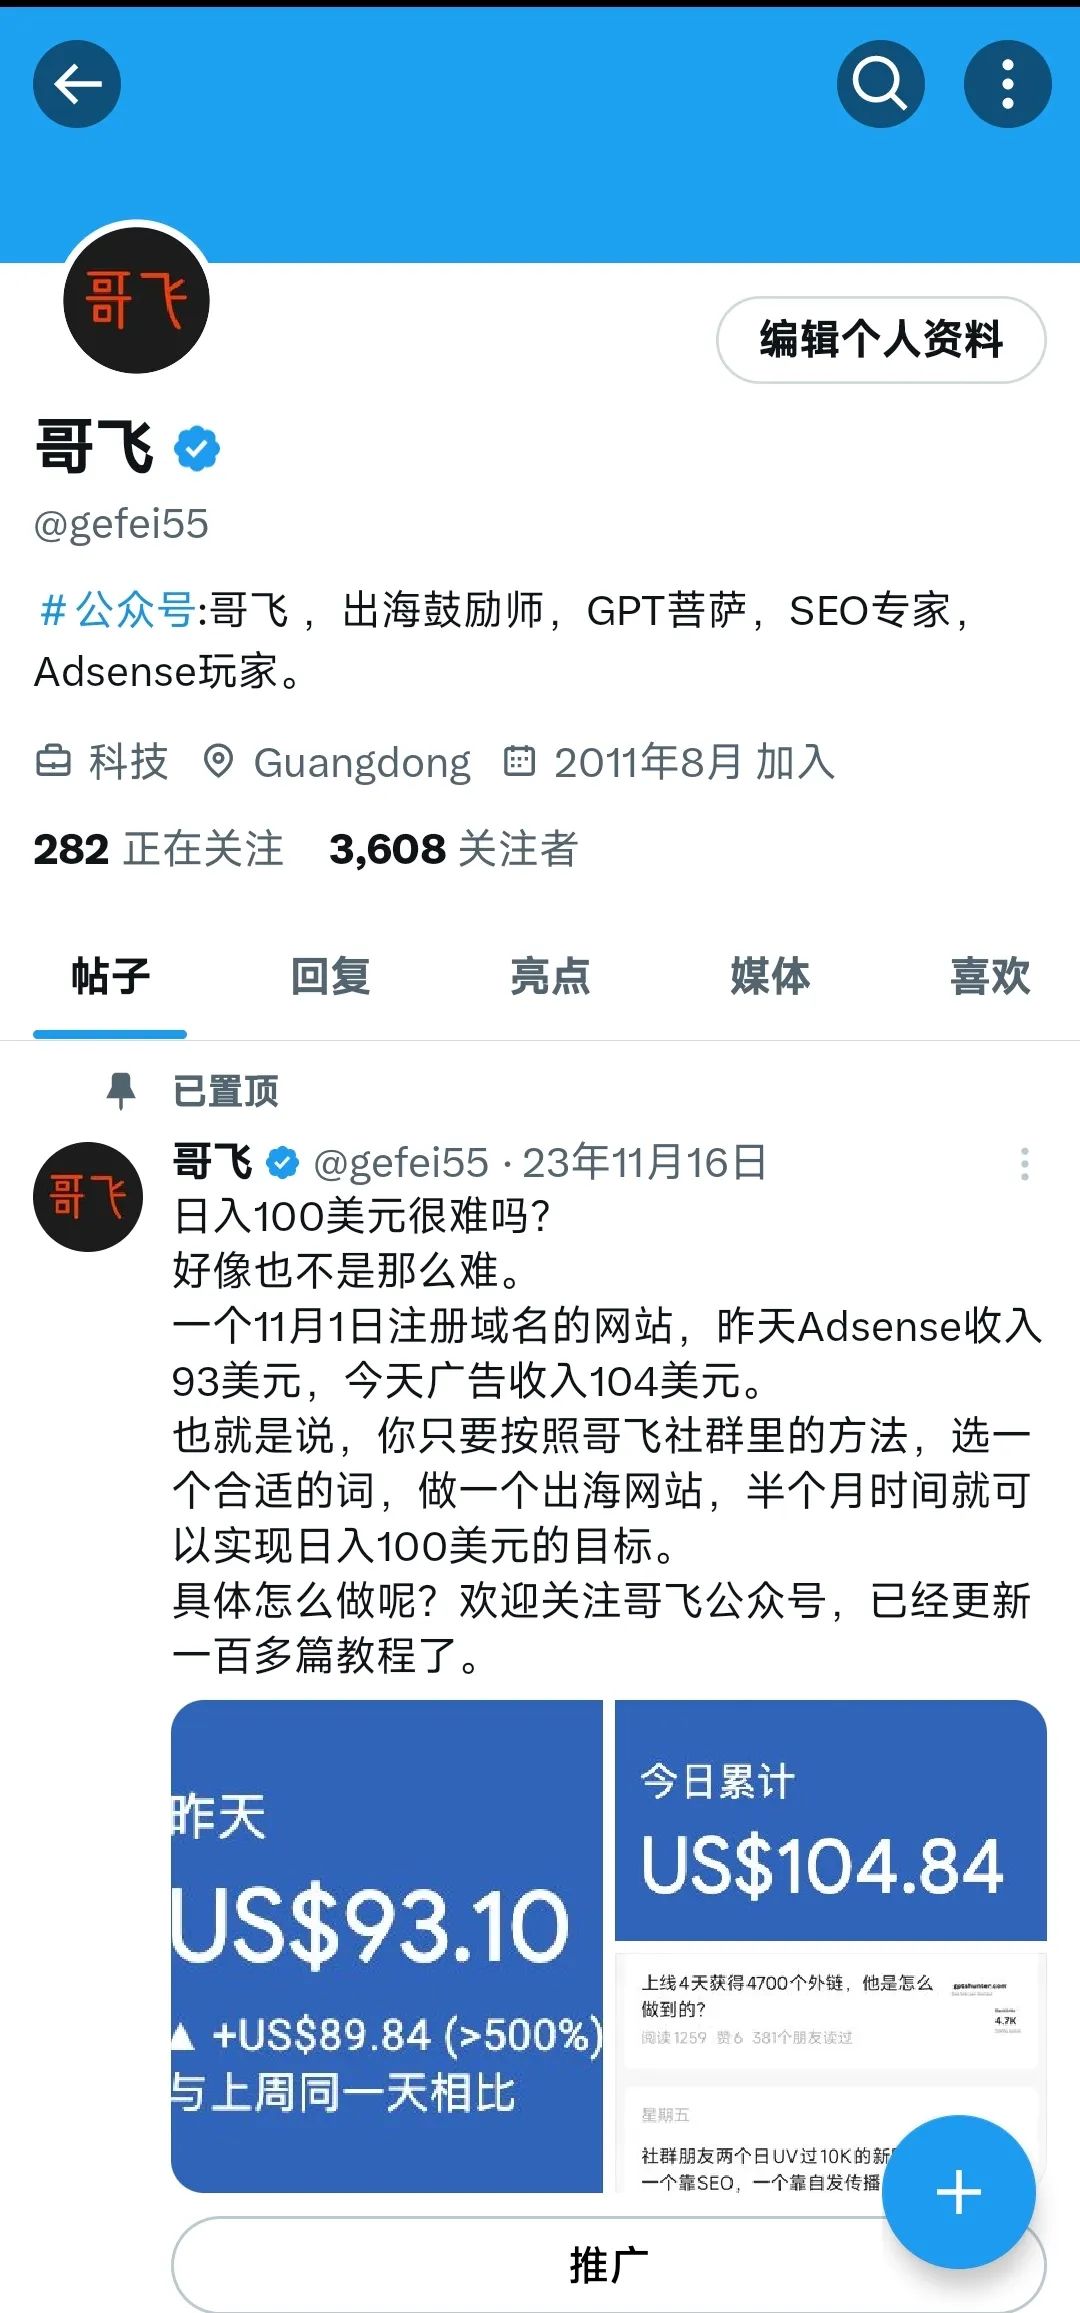 哥飞
编辑个人资料
哥飞
@gefei55
#公众号:哥飞，出海鼓励师，GPT菩萨，SEO专家，
Adsense玩家。
科技 Guangdong 2011年8月 加入
282 正在关注 3,608 关注者
帖子 回复 亮点 媒体 喜欢
已置顶
哥飞
哥飞 @gefei55 · 23年11月16日
日入100美元很难吗？
好像也不是那么难。
一个11月1日注册域名的网站，昨天Adsense收入
93美元，今天广告收入104美元。
也就是说，你只要按照哥飞社群里的方法，选一
个合适的词，做一个出海网站，半个月时间就可
以实现日入100美元的目标。
具体怎么做呢？欢迎关注哥飞公众号，已经更新
一百多篇教程了。
昨天
US$93.10
▲ +US$89.84 (>500%)
与上周同一天相比
今日累计
US$104.84
上线4天获得4700个外链，他是怎么
做到的？
阅读1259 赞6 381个朋友读过
gptshunter.com
4.7K
星期五
社群朋友两个日UV过10K的新
一个靠SEO，一个靠自发传播
推广